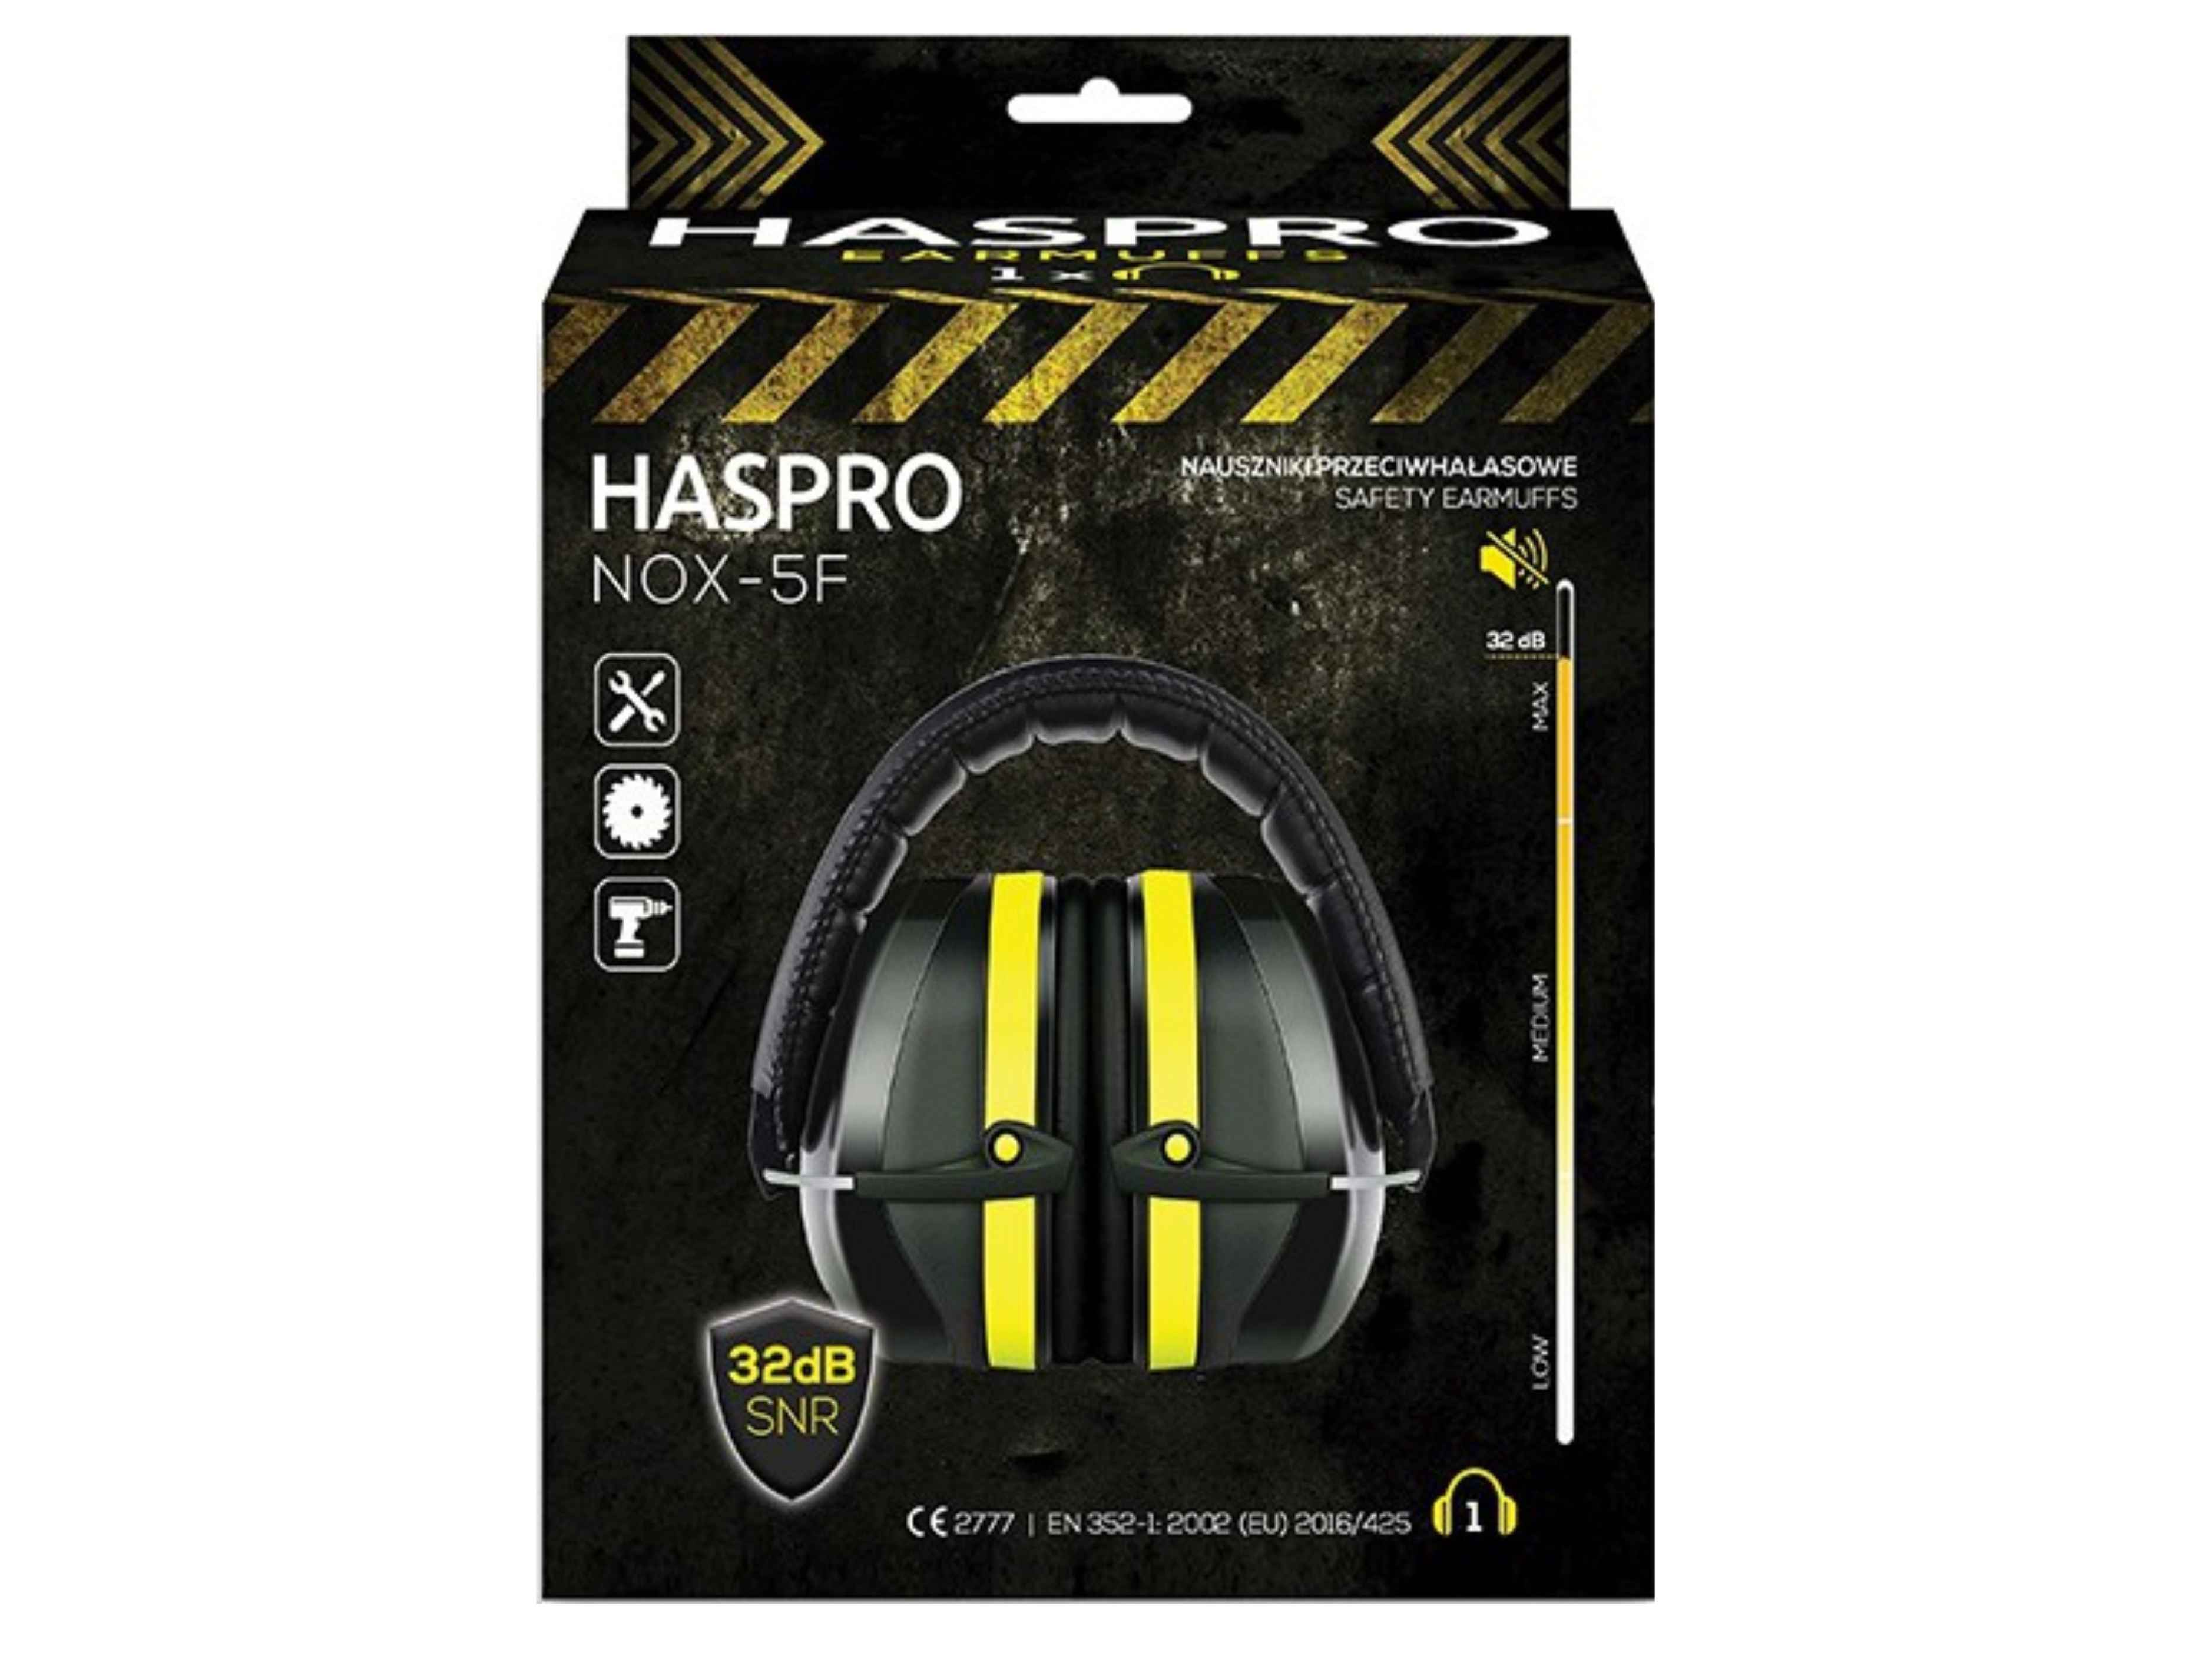 HASPRO
EARMUFFS
1 x
HASPRO
NOX-5F
NAUSZNIKI PRZECIWHAŁASOWE
SAFETY EARMUFFS
32 dB
MAX
MEDIUM
LOW
32dB
SNR
CE 2777 | EN 352-1: 2002 (EU) 2016/425
1